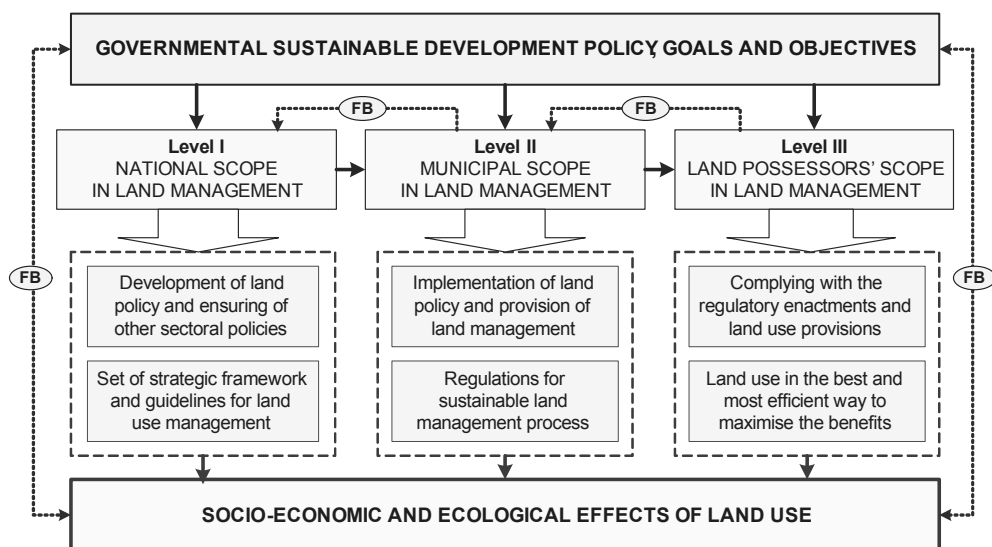 GOVERNMENTAL SUSTAINABLE DEVELOPMENT POLICY, GOALS AND OBJECTIVES
FB
FB
Level I
NATIONAL SCOPE
IN LAND MANAGEMENT
Level II
MUNICIPAL SCOPE
IN LAND MANAGEMENT
Level III
LAND POSSESSORS' SCOPE
IN LAND MANAGEMENT
FB
FB
Development of land
policy and ensuring of
other sectoral policies
Implementation of land
policy and provision of
land management
Complying with the
regulatory enactments and
land use provisions
Set of strategic framework
and guidelines for land
use management
Regulations for
sustainable land
management process
Land use in the best and
most efficient way to
maximise the benefits
SOCIO-ECONOMIC AND ECOLOGICAL EFFECTS OF LAND USE